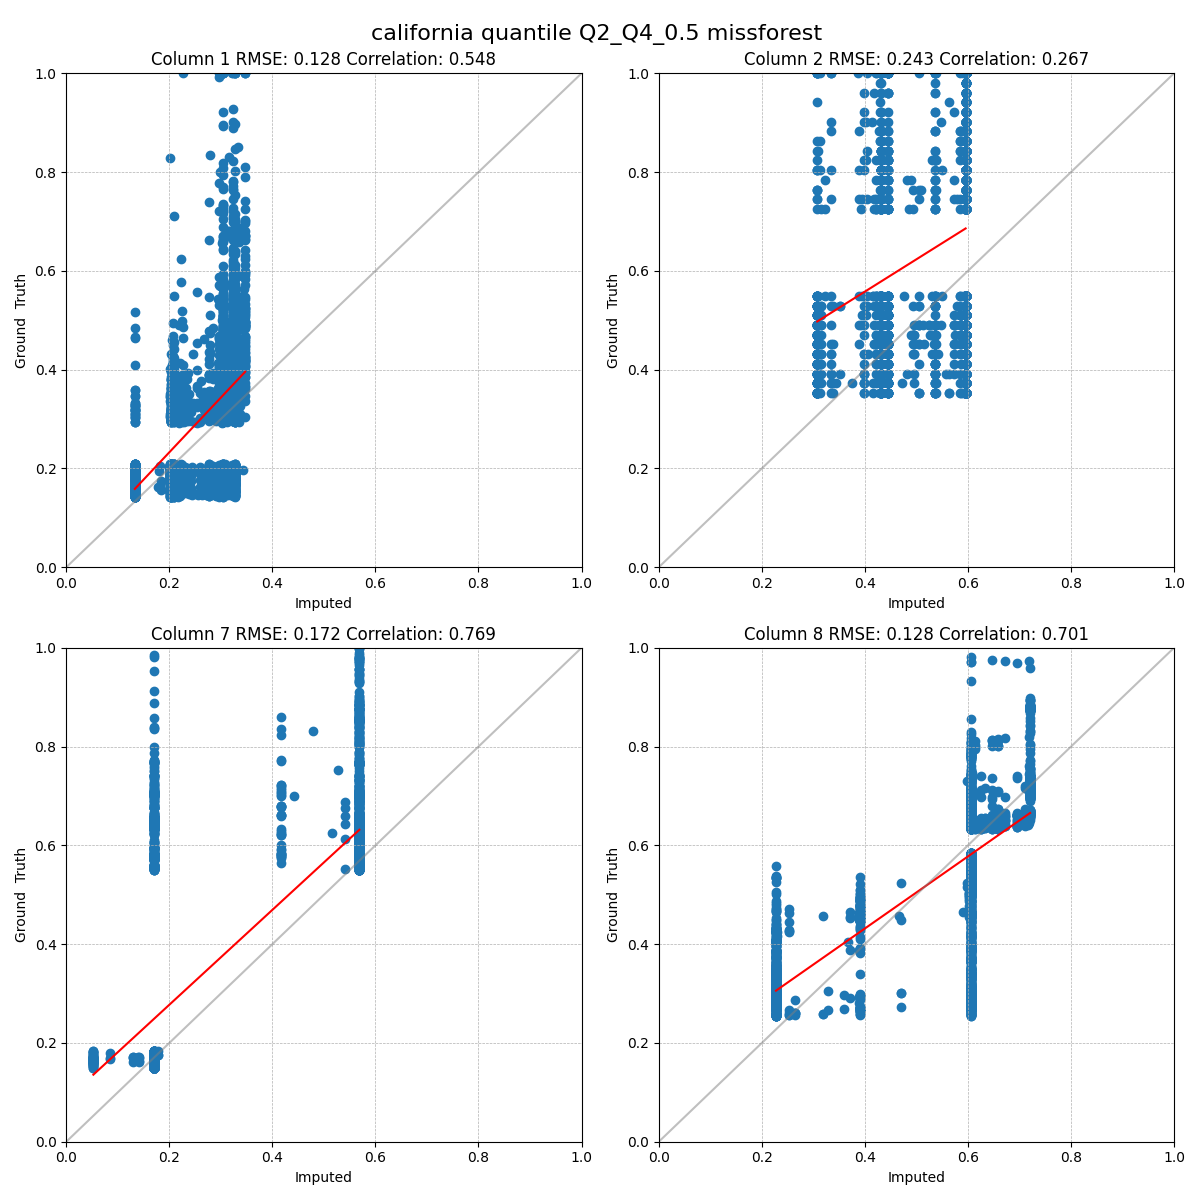 california quantile Q2_Q4_0.5 missforest
Column 1 RMSE: 0.128 Correlation: 0.548
1.0
0.8
0.6
0.4
0.2
0.0
Ground Truth
0.0 0.2 0.4 0.6 0.8 1.0
Imputed
Column 2 RMSE: 0.243 Correlation: 0.267
1.0
0.8
0.6
0.4
0.2
0.0
Ground Truth
0.0 0.2 0.4 0.6 0.8 1.0
Imputed
Column 7 RMSE: 0.172 Correlation: 0.769
1.0
0.8
0.6
0.4
0.2
0.0
Ground Truth
0.0 0.2 0.4 0.6 0.8 1.0
Imputed
Column 8 RMSE: 0.128 Correlation: 0.701
1.0
0.8
0.6
0.4
0.2
0.0
Ground Truth
0.0 0.2 0.4 0.6 0.8 1.0
Imputed